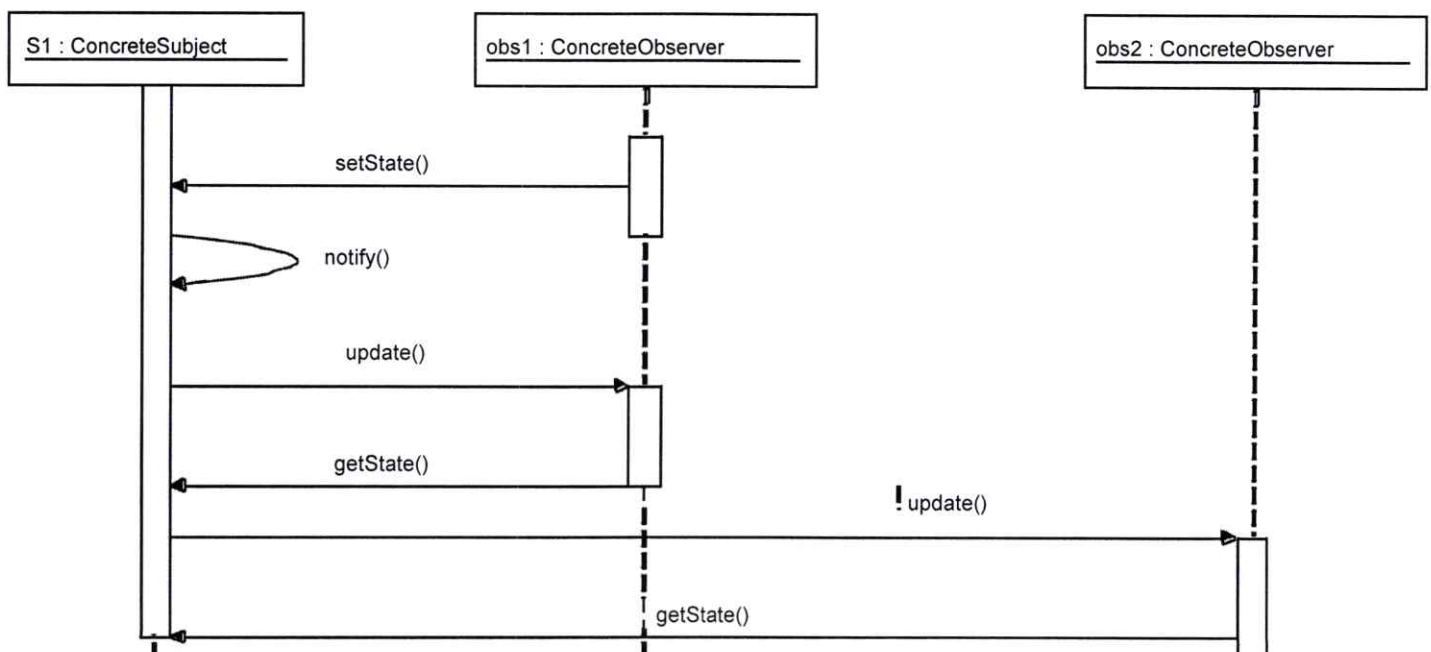 S1 : ConcreteSubject
obs1 : ConcreteObserver
obs2 : ConcreteObserver
setState()
notify()
update()
getState()
! update()
getState()